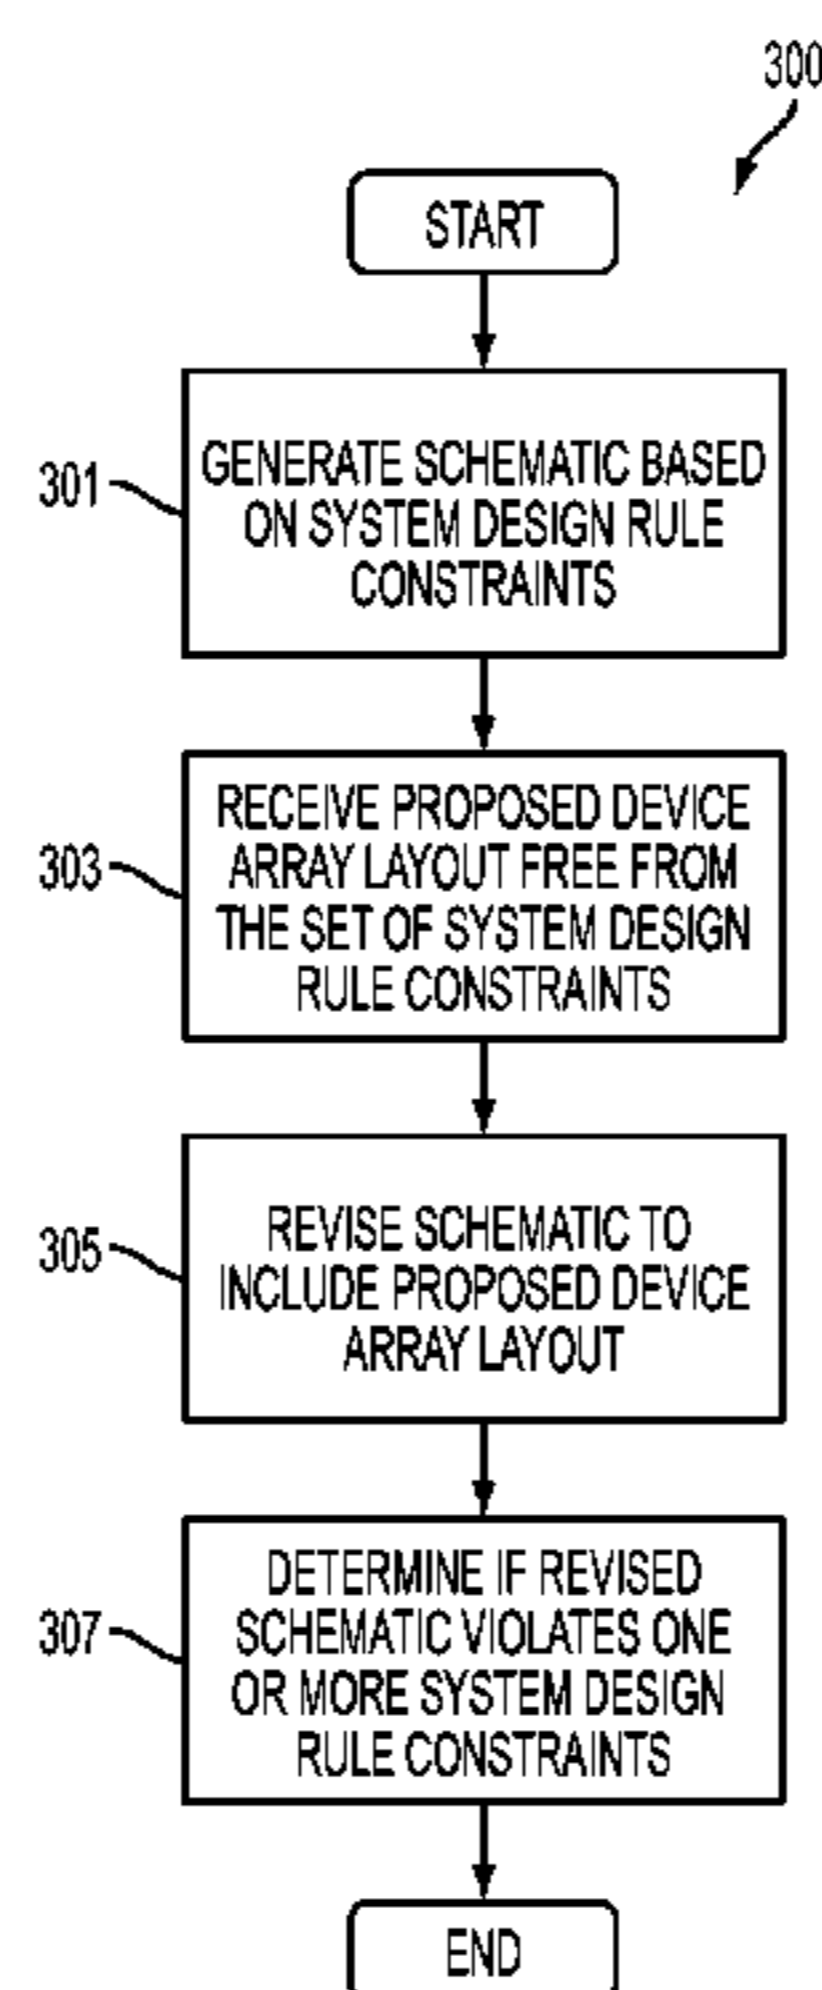 300
START
301
GENERATE SCHEMATIC BASED
ON SYSTEM DESIGN RULE
CONSTRAINTS
303
RECEIVE PROPOSED DEVICE
ARRAY LAYOUT FREE FROM
THE SET OF SYSTEM DESIGN
RULE CONSTRAINTS
305
REVISE SCHEMATIC TO
INCLUDE PROPOSED DEVICE
ARRAY LAYOUT
307
DETERMINE IF REVISED
SCHEMATIC VIOLATES ONE
OR MORE SYSTEM DESIGN
RULE CONSTRAINTS
END